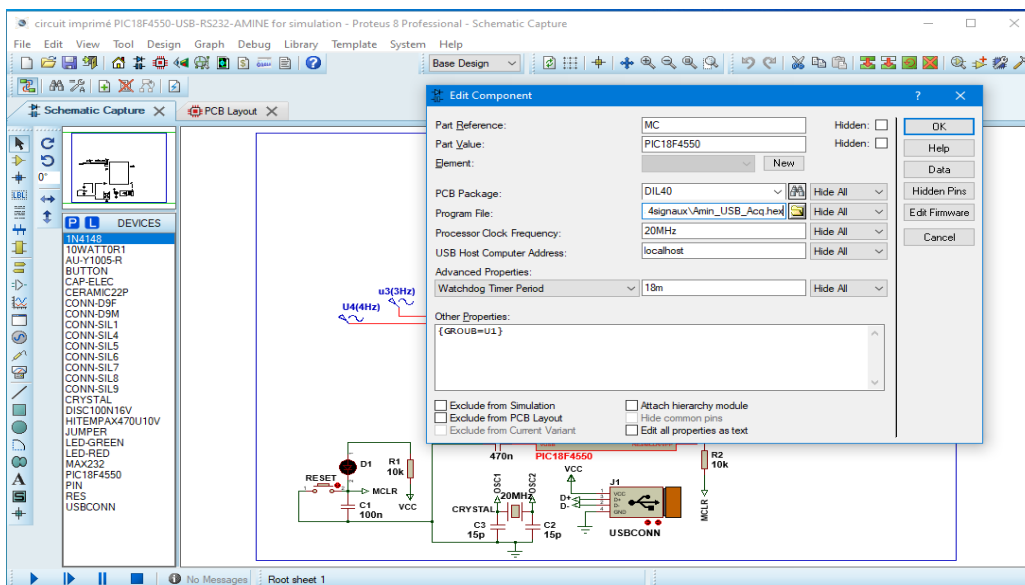 circuit imprimé PIC18F4550-USB-RS232-AMINE for simulation - Proteus 8 Professional - Schematic Capture
File Edit View Tool Design Graph Debug Library Template System Help
Base Design
Schematic Capture
PCB Layout
0°
LBL
P L DEVICES
1N4148
10WATT0R1
AU-Y1005-R
BUTTON
CAP-ELEC
CERAMIC22P
CONN-D9F
CONN-D9M
CONN-SIL1
CONN-SIL4
CONN-SIL5
CONN-SIL6
CONN-SIL7
CONN-SIL8
CONN-SIL9
CRYSTAL
DISC100N16V
HITEMPAX470U10V
JUMPER
LED-GREEN
LED-RED
MAX232
PIC18F4550
PIN
RES
USBCONN
A
S
u3(3Hz)
U4(4Hz)
Edit Component ?
Part Reference: MC Hidden:
Part Value: PIC18F4550 Hidden:
Element: New
PCB Package: DIL40 Hide All
Program File: 4signaux\Amin_USB_Acq.hex Hide All
Processor Clock Frequency: 20MHz Hide All
USB Host Computer Address: localhost Hide All
Advanced Properties:
Watchdog Timer Period 18m Hide All
Other Properties:
{GROUB=U1}
Exclude from Simulation Attach hierarchy module
Exclude from PCB Layout Hide common pins
Exclude from Current Variant Edit all properties as text
OK
Help
Data
Hidden Pins
Edit Firmware
Cancel
470n
PIC18F4550
D1
R1
10k
RESET
MCLR
VCC
C1
100n
OSC1
OSC2
20MHz
CRYSTAL
C3
15p
C2
15p
VCC
D+
D-
J1
VCC
D+
D-
GND
USBCONN
R2
10k
MCLR
No Messages
Root sheet 1